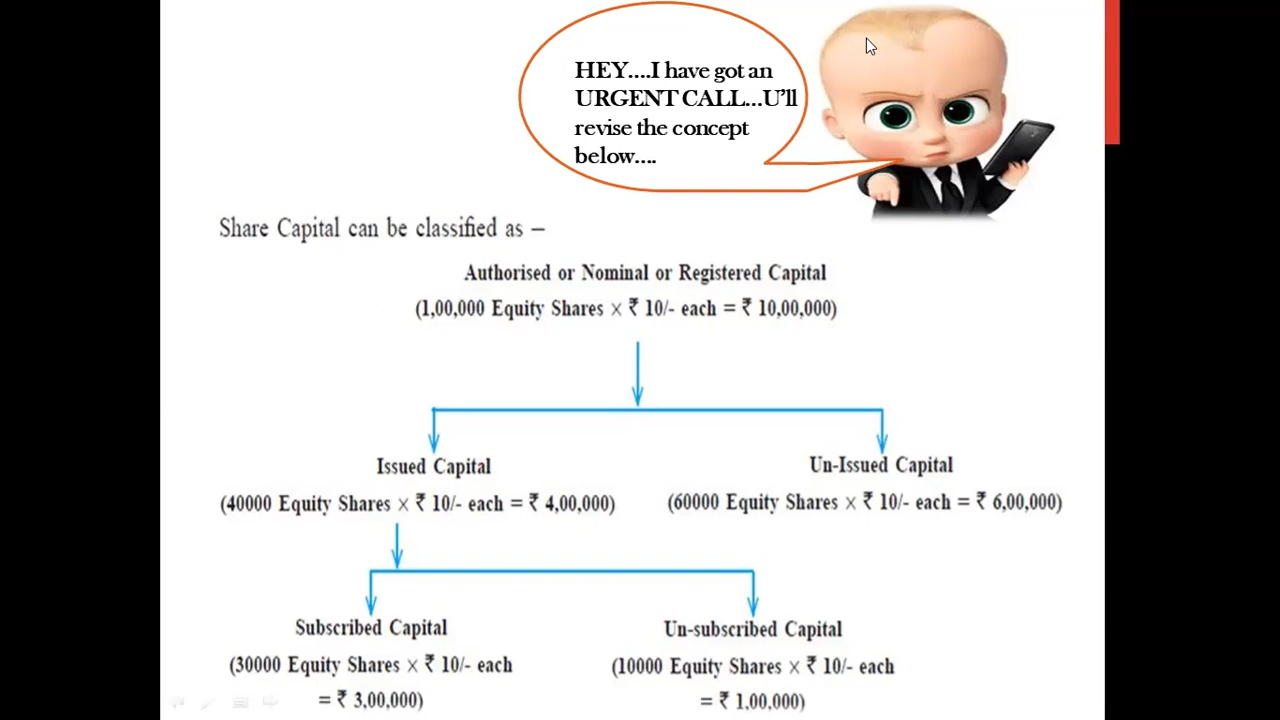 HEY....I have got an
URGENT CALL...U'll
revise the concept
below....
Share Capital can be classified as –
Authorised or Nominal or Registered Capital
(1,00,000 Equity Shares × ₹ 10/- each = ₹ 10,00,000)
Issued Capital
(40000 Equity Shares × ₹ 10/- each = ₹ 4,00,000)
Un-Issued Capital
(60000 Equity Shares × ₹ 10/- each = ₹ 6,00,000)
Subscribed Capital
(30000 Equity Shares × ₹ 10/- each
= ₹ 3,00,000)
Un-subscribed Capital
(10000 Equity Shares × ₹ 10/- each
= ₹ 1,00,000)